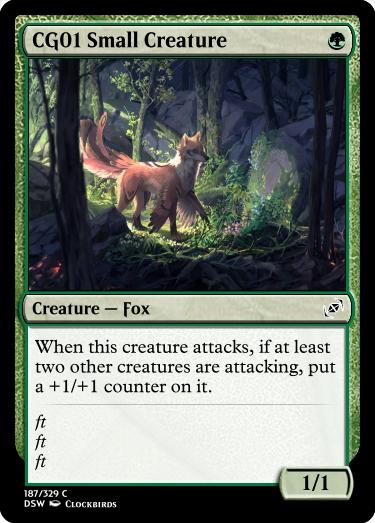 CG01 Small Creature
Creature — Fox
When this creature attacks, if at least
two other creatures are attacking, put
a +1/+1 counter on it.
ft
ft
ft
1/1
187/329 C
DSW Clockbirds